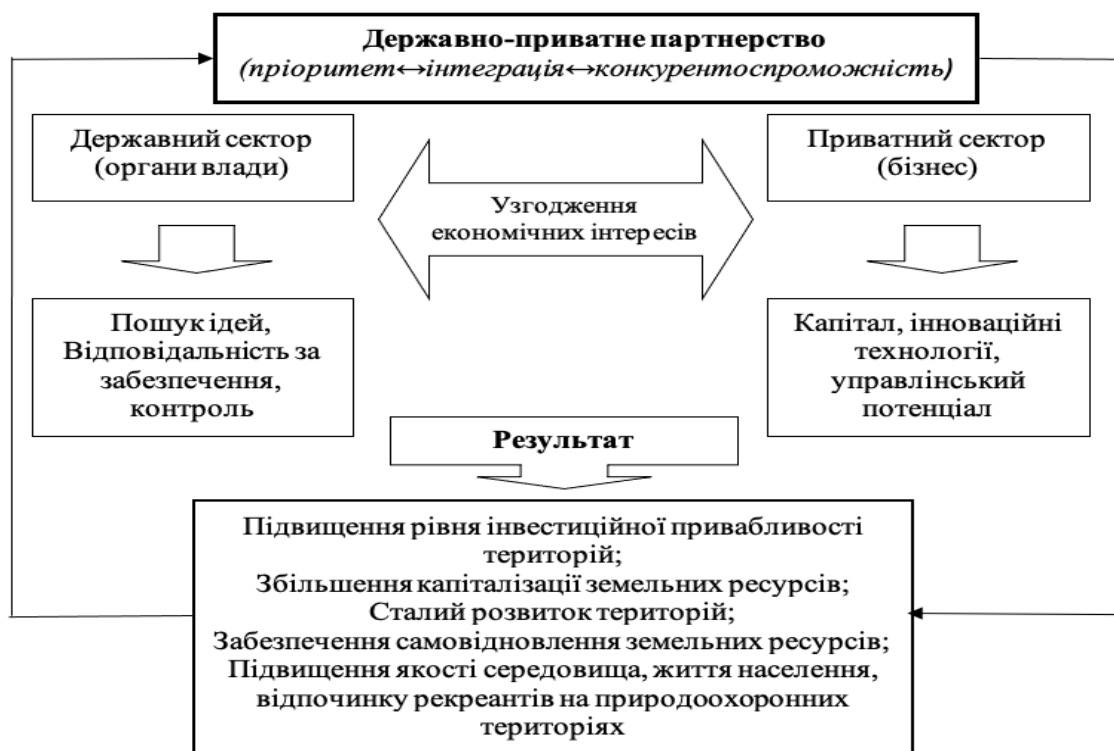 Державно-приватне партнерство
(пріоритет↔інтеграція↔конкурентоспроможність)
Державний сектор
(органи влади)
Приватний сектор
(бізнес)
Узгодження
економічних інтересів
Пошук ідей,
Відповідальність за
забезпечення,
контроль
Капітал, інноваційні
технології,
управлінський
потенціал
Результат
Підвищення рівня інвестиційної привабливості
територій;
Збільшення капіталізації земельних ресурсів;
Сталий розвиток територій;
Забезпечення самовідновлення земельних ресурсів;
Підвищення якості середовища, життя населення,
відпочинку рекреантів на природоохоронних
територіях